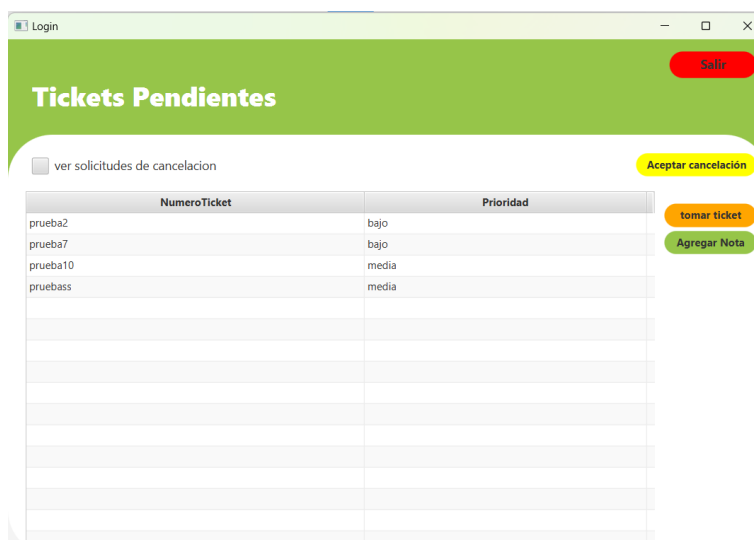 Login
Salir
Tickets Pendientes
ver solicitudes de cancelacion
Aceptar cancelación
NumeroTicket Prioridad
tomar ticket
prueba2 bajo
Agregar Nota
prueba7 bajo
prueba10 media
pruebass media